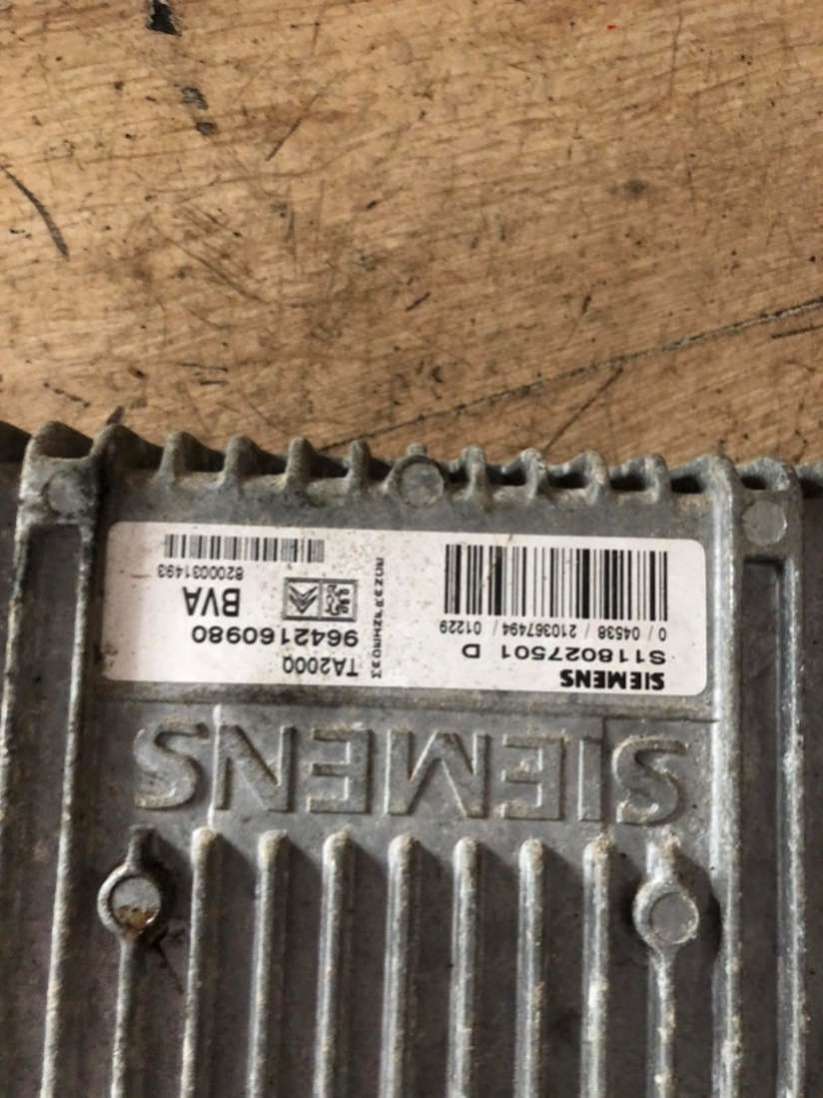 SIEMENS
SIEMENS
S118027501 D
0 / 04538 / 210367494 / 01229
TA2000
9642160980
BVA
8200031493